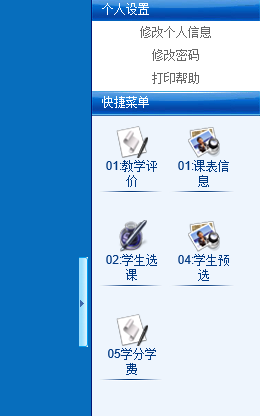 个人设置
修改个人信息
修改密码
打印帮助
快捷菜单
01:教学评
价
01:课表信
息
02:学生选
课
04:学生预
选
05学分学
费